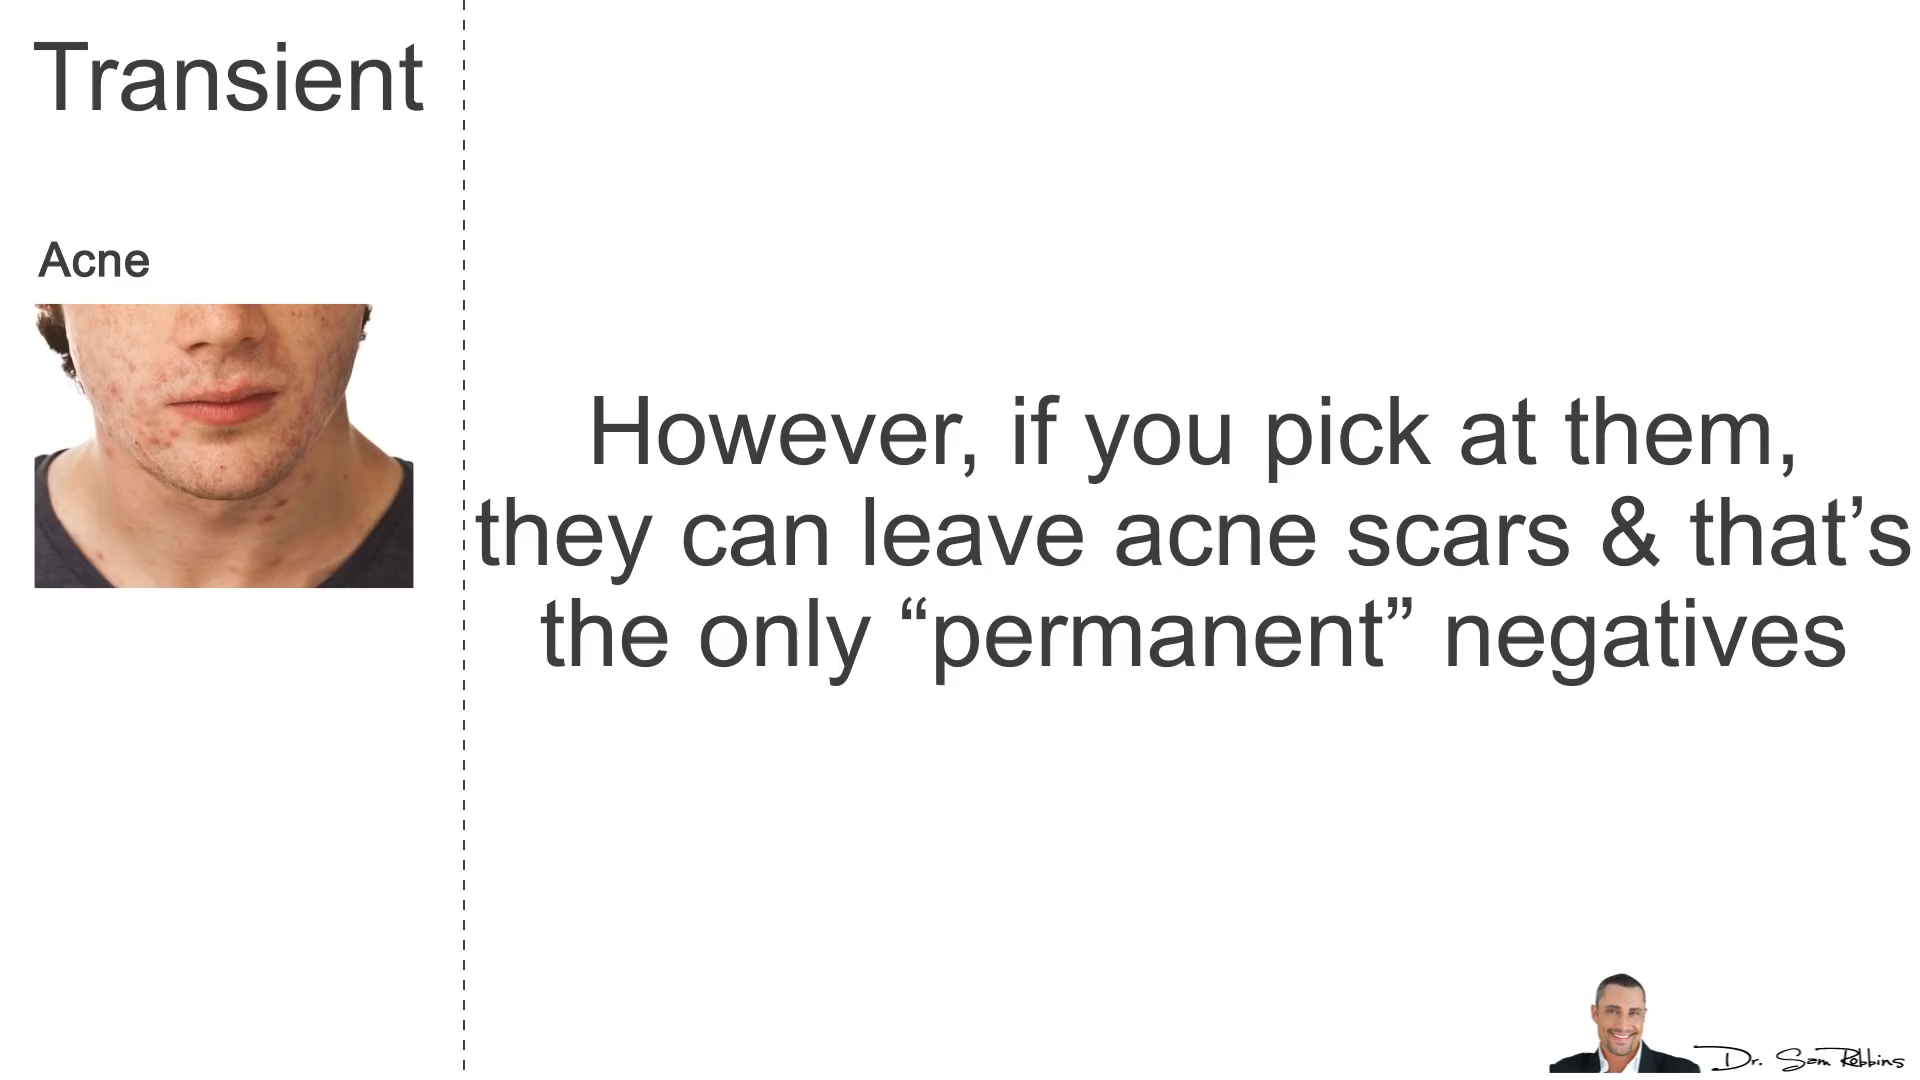 Transient
Acne
However, if you pick at them,
they can leave acne scars & that’s
the only “permanent” negatives
Dr. Sam Robbins